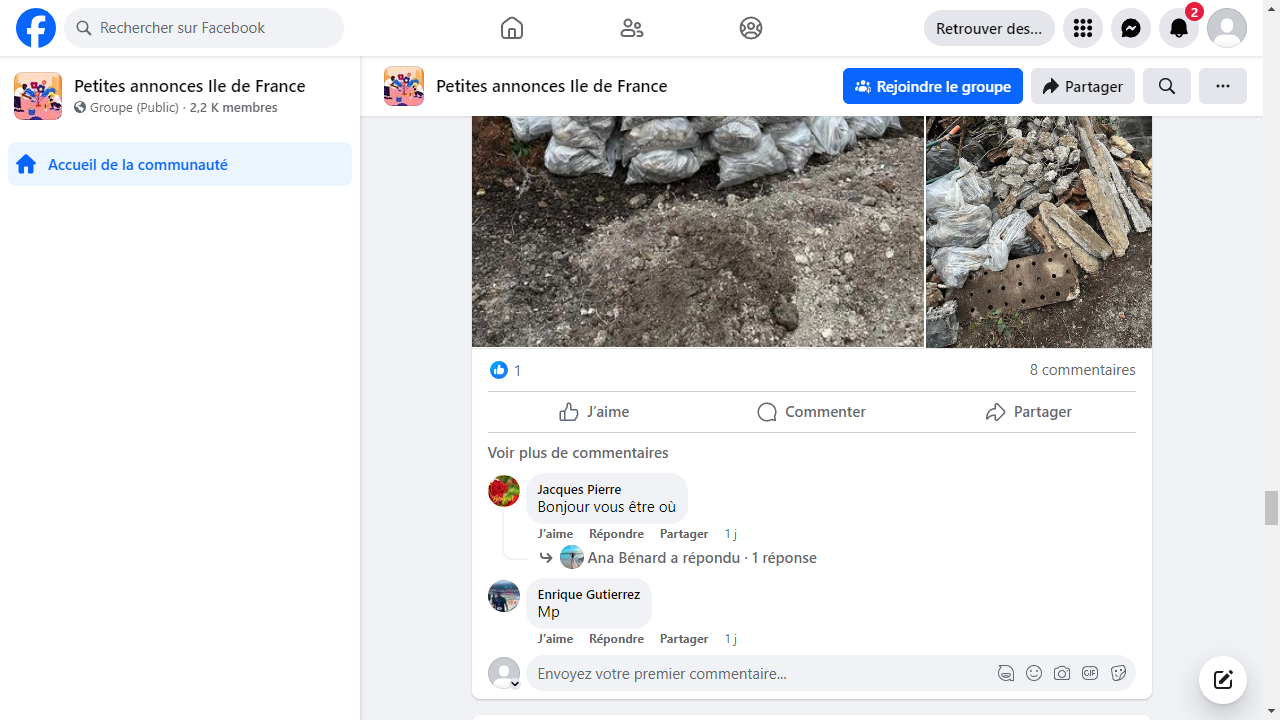 Rechercher sur Facebook
Retrouver des...
2
Petites annonces Ile de France
Groupe (Public) · 2,2 K membres
Accueil de la communauté
Petites annonces Ile de France
Rejoindre le groupe
Partager
1
8 commentaires
J’aime
Commenter
Partager
Voir plus de commentaires
Jacques Pierre
Bonjour vous être où
J’aime Répondre Partager 1 j
Ana Bénard a répondu · 1 réponse
Enrique Gutierrez
Mp
J’aime Répondre Partager 1 j
Envoyez votre premier commentaire...
GIF